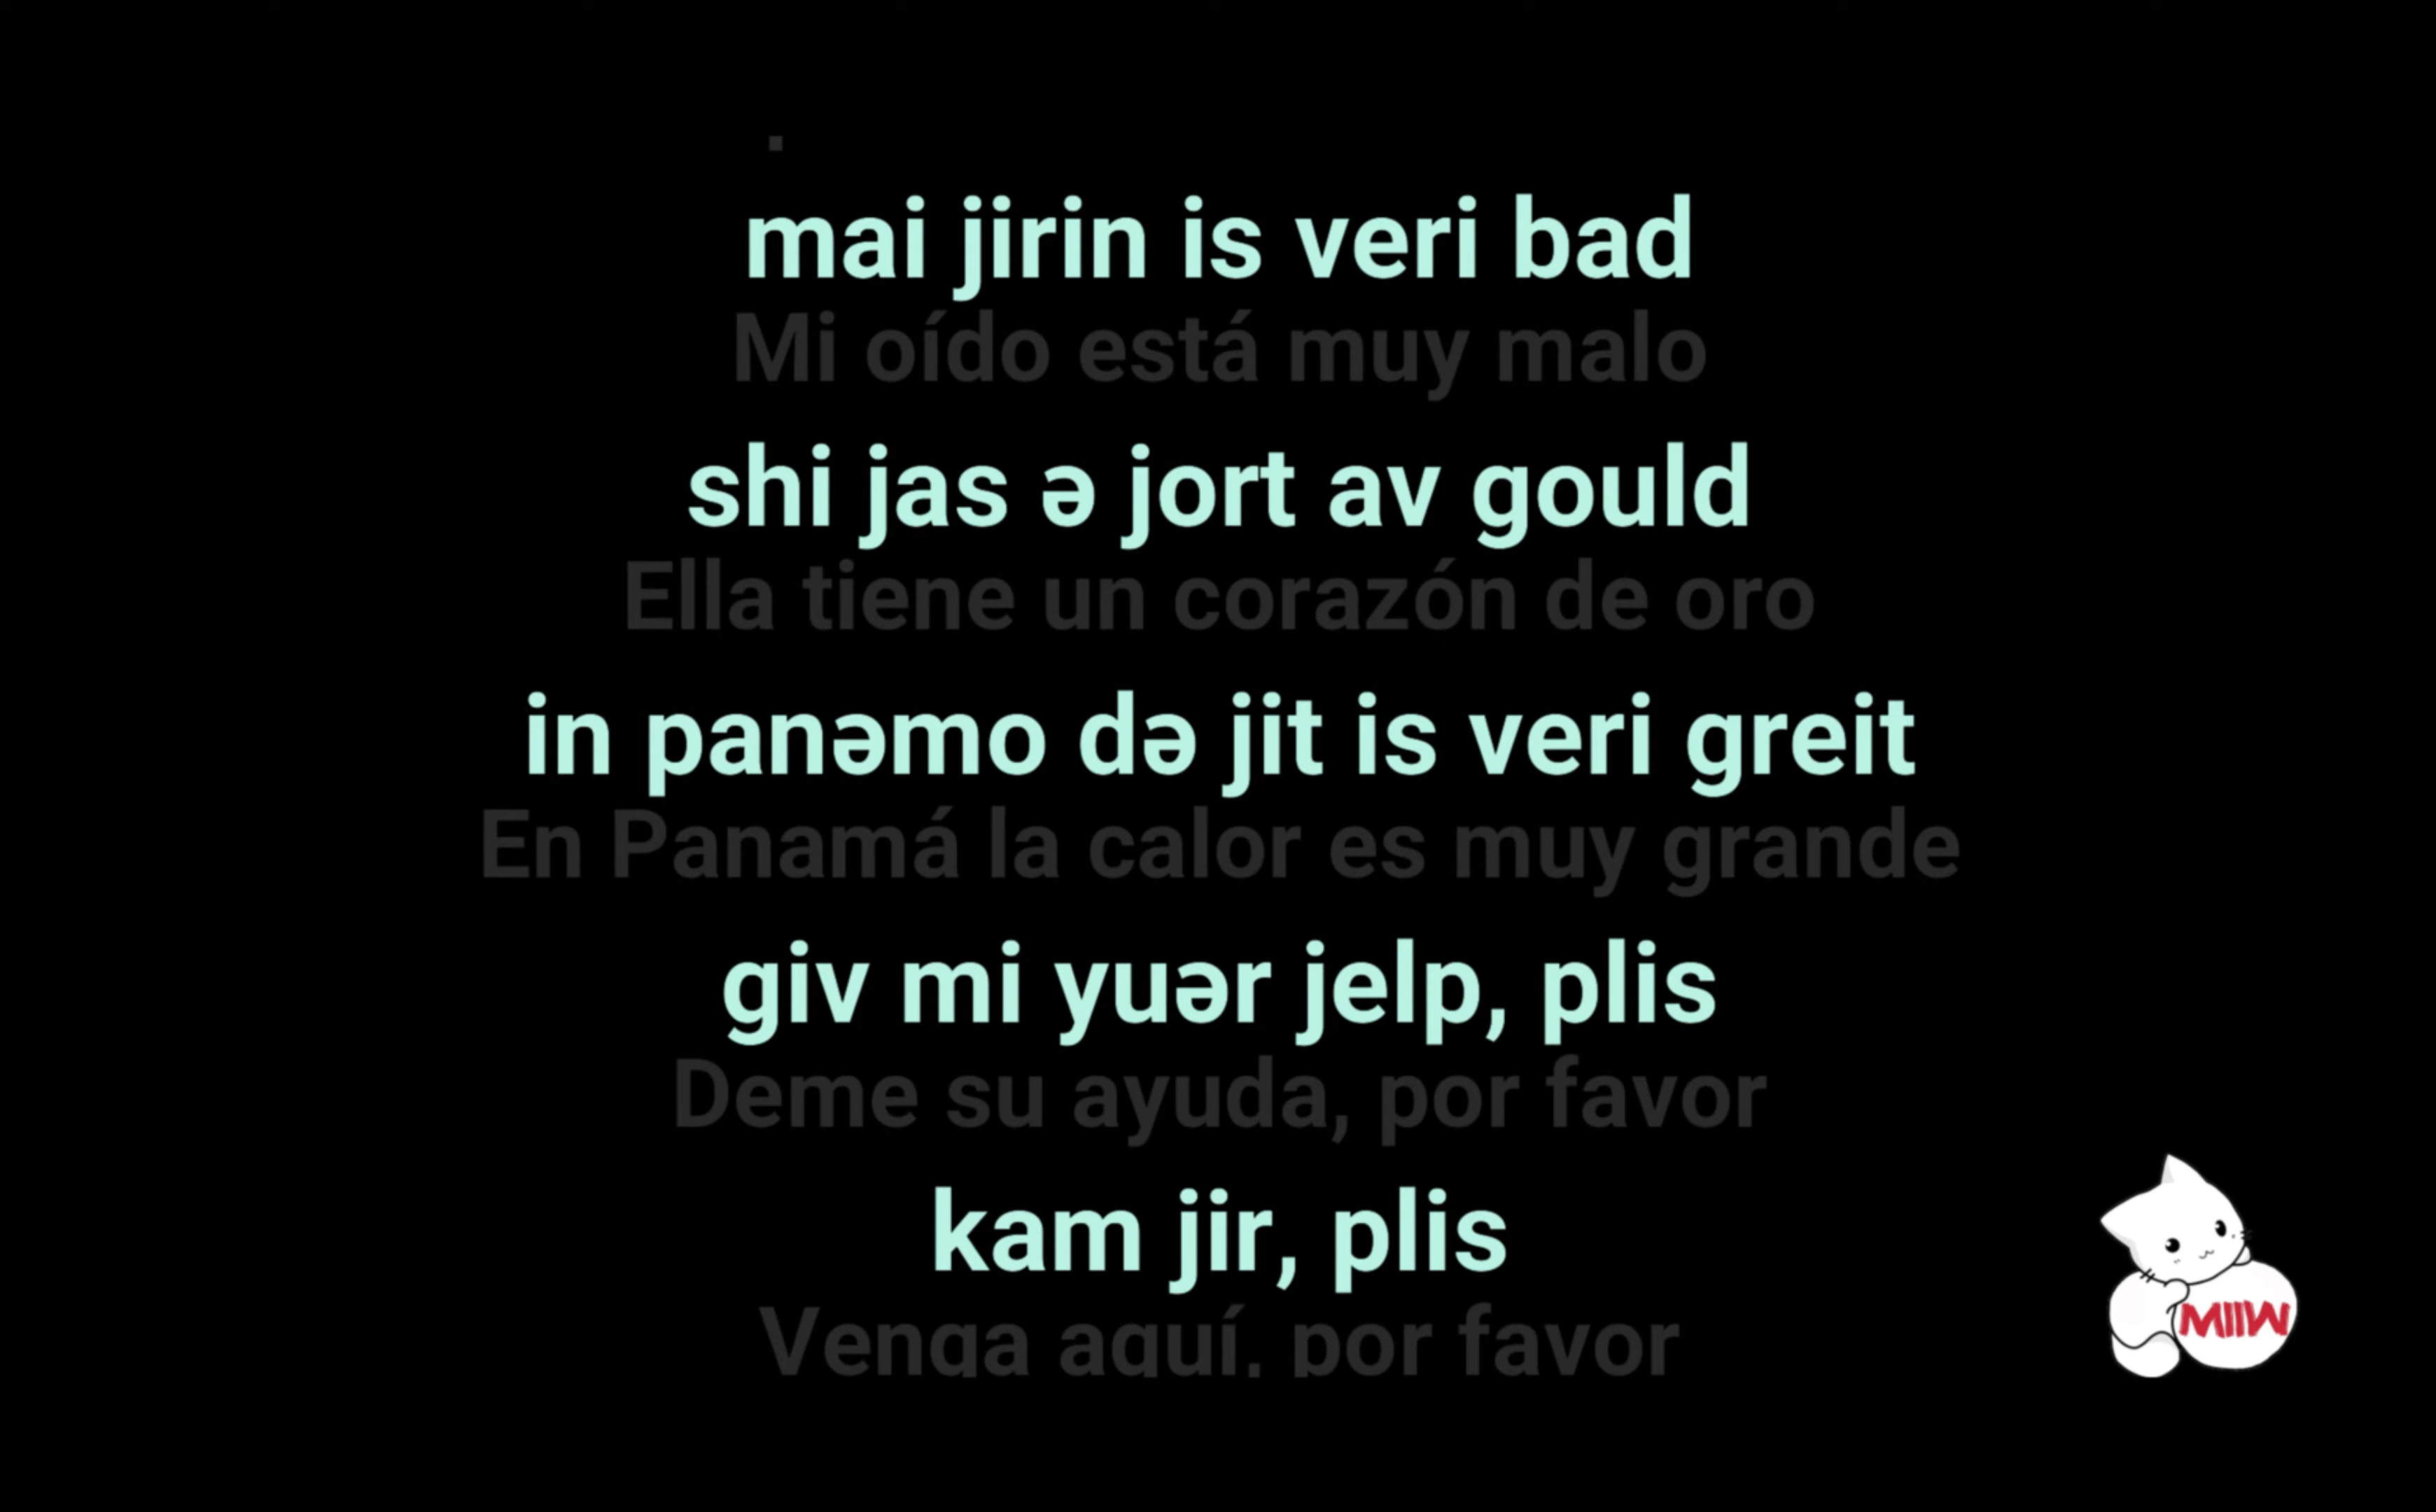 mai jirin is veri bad
Mi oído está muy malo
shi jas ə jort av gould
Ella tiene un corazón de oro
in panəmo də jit is veri greit
En Panamá la calor es muy grande
giv mi yuər jelp, plis
Deme su ayuda, por favor
kam jir, plis
Venga aquí, por favor
MIIW